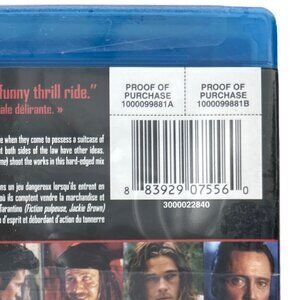 funny thrill ride."
ale délirante. »
PROOF OF PURCHASE 1000099881A
PROOF OF PURCHASE 1000099881B
e when they come to possess a suitcase of
t both sides of the law have other ideas.
me) shoot the works in this hard-edged mix
8 83929 07556 0
3000022840
ns un jeu dangereux lorsqu'ils entrent en
où ils comptent vendre la marchandise et
Tarantino (Fiction pulpeuse, Jackie Brown)
e d'esprit et débordant d'action du tonnerre